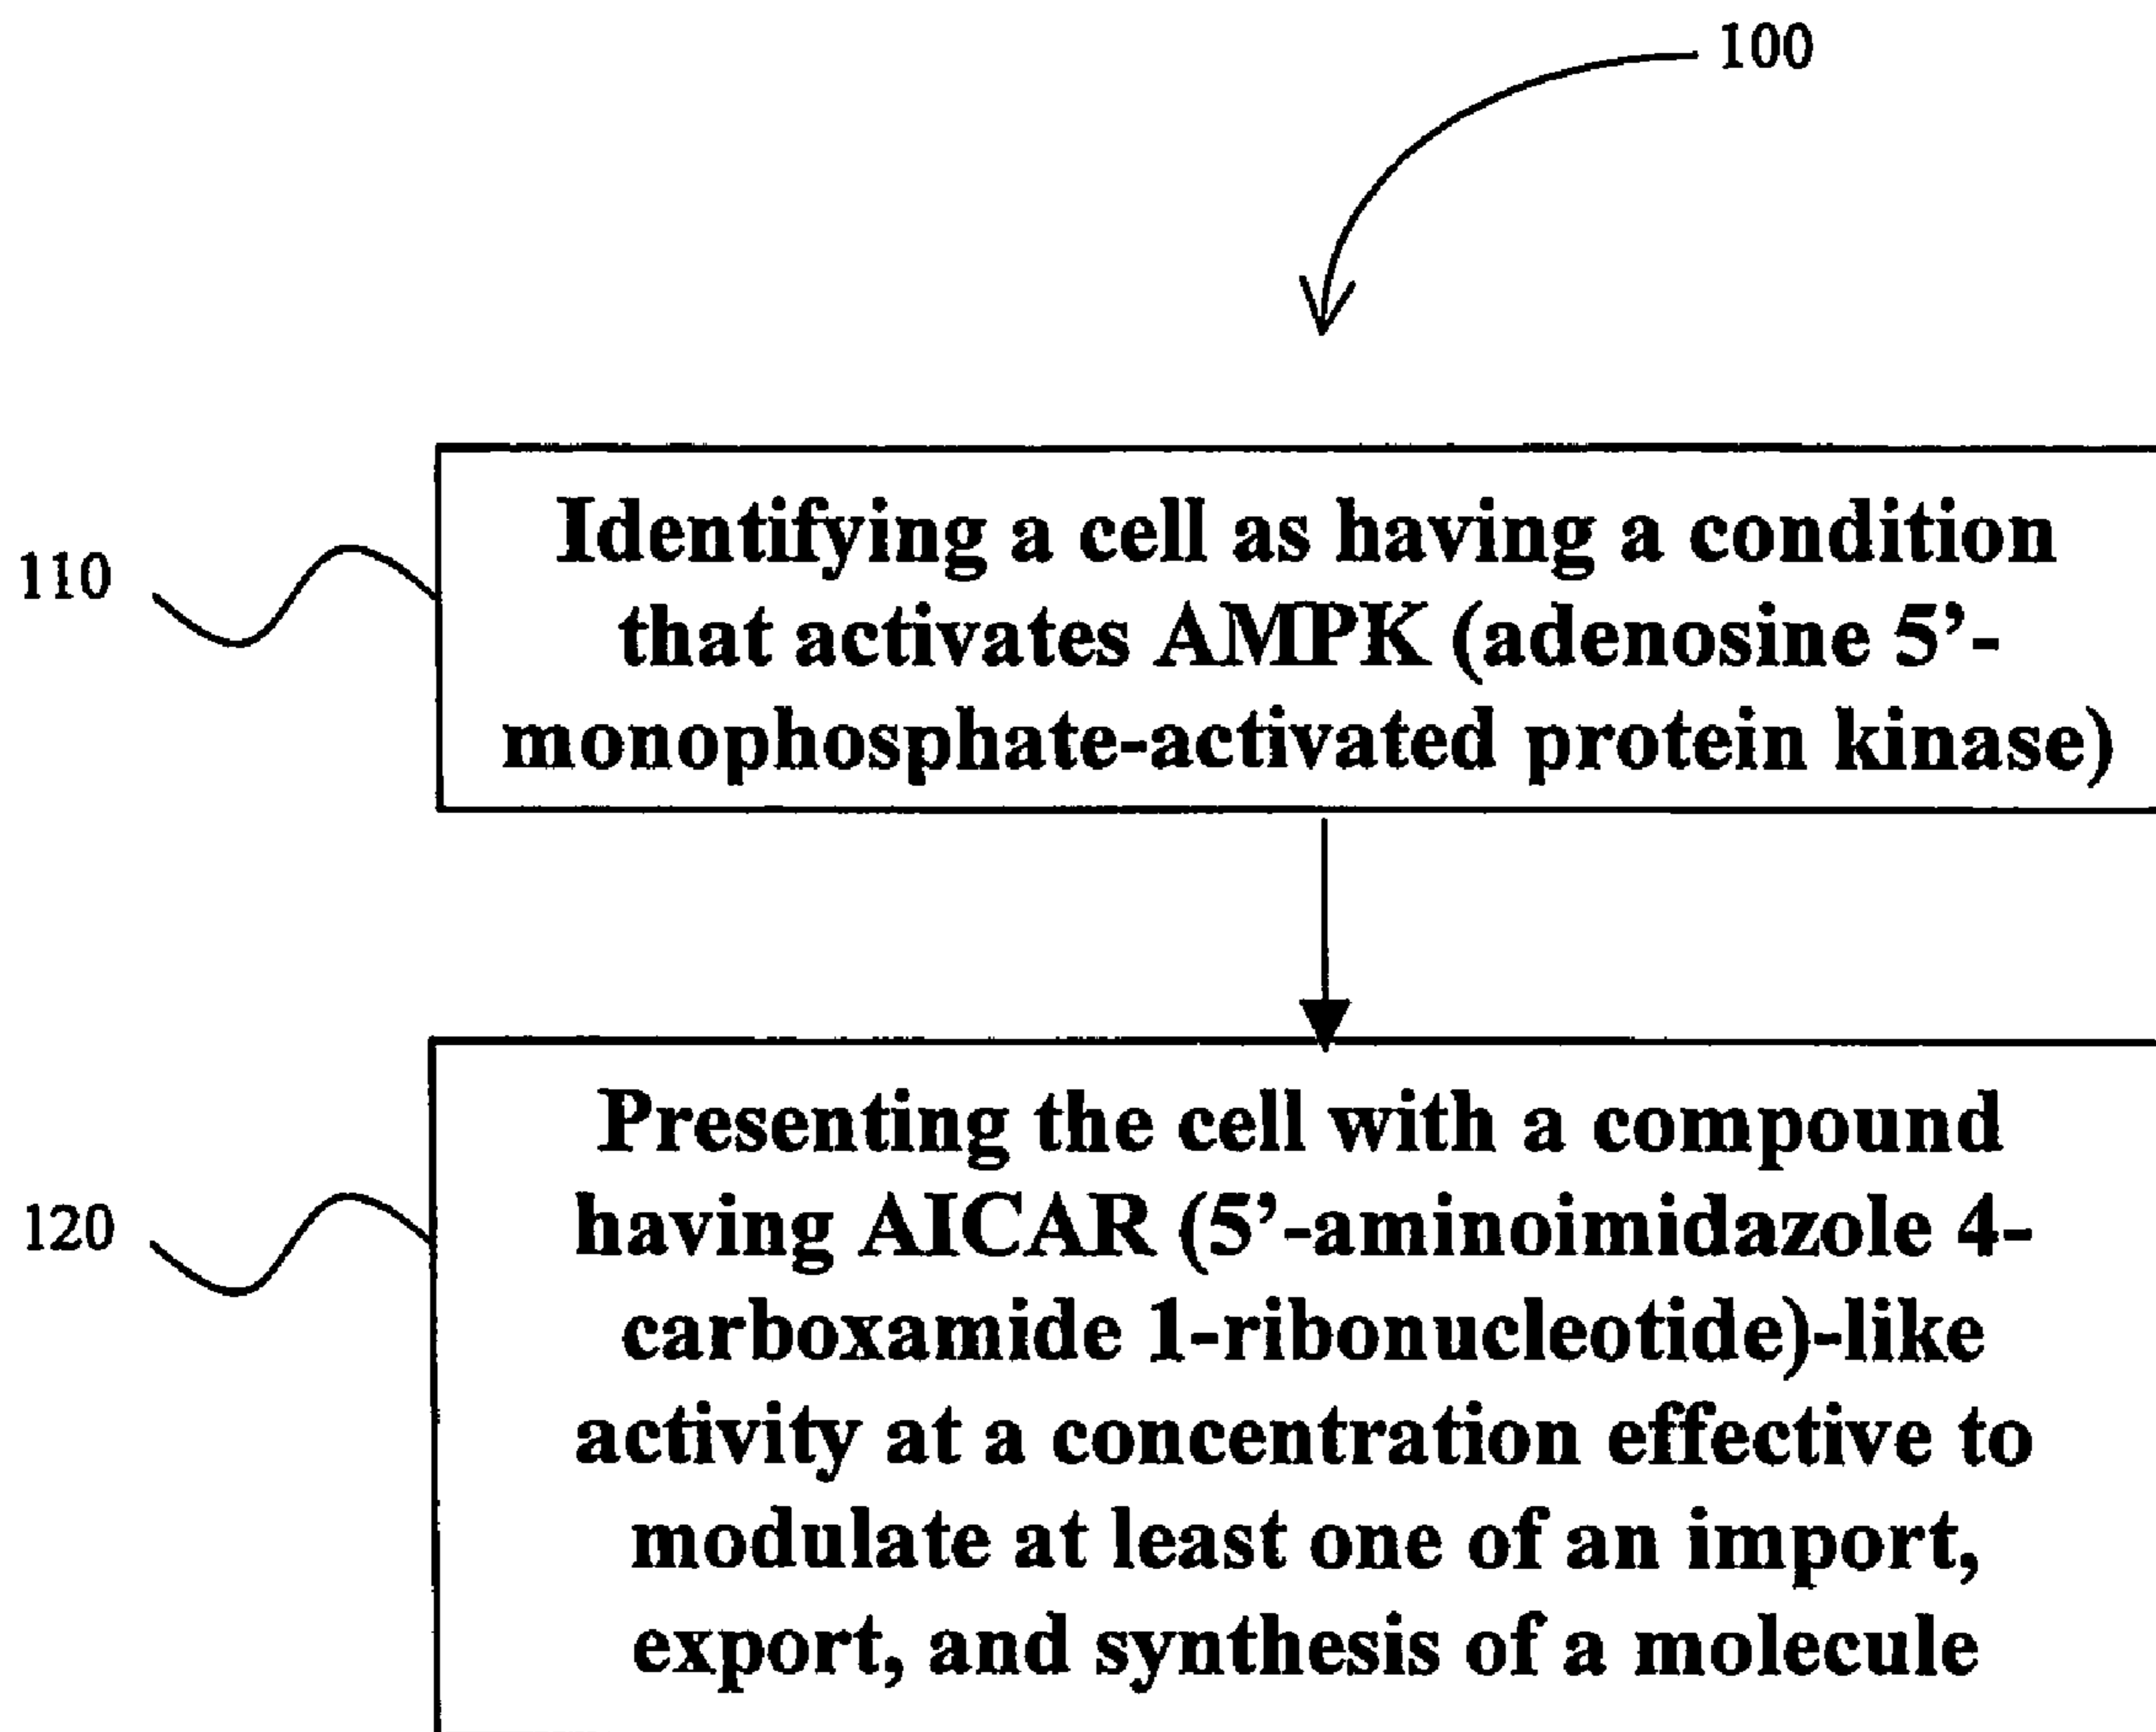 100
110
Identifying a cell as having a condition
that activates AMPK (adenosine 5’-
monophosphate-activated protein kinase)
120
Presenting the cell with a compound
having AICAR (5’-aminoimidazole 4-
carboxamide 1-ribonucleotide)-like
activity at a concentration effective to
modulate at least one of an import,
export, and synthesis of a molecule